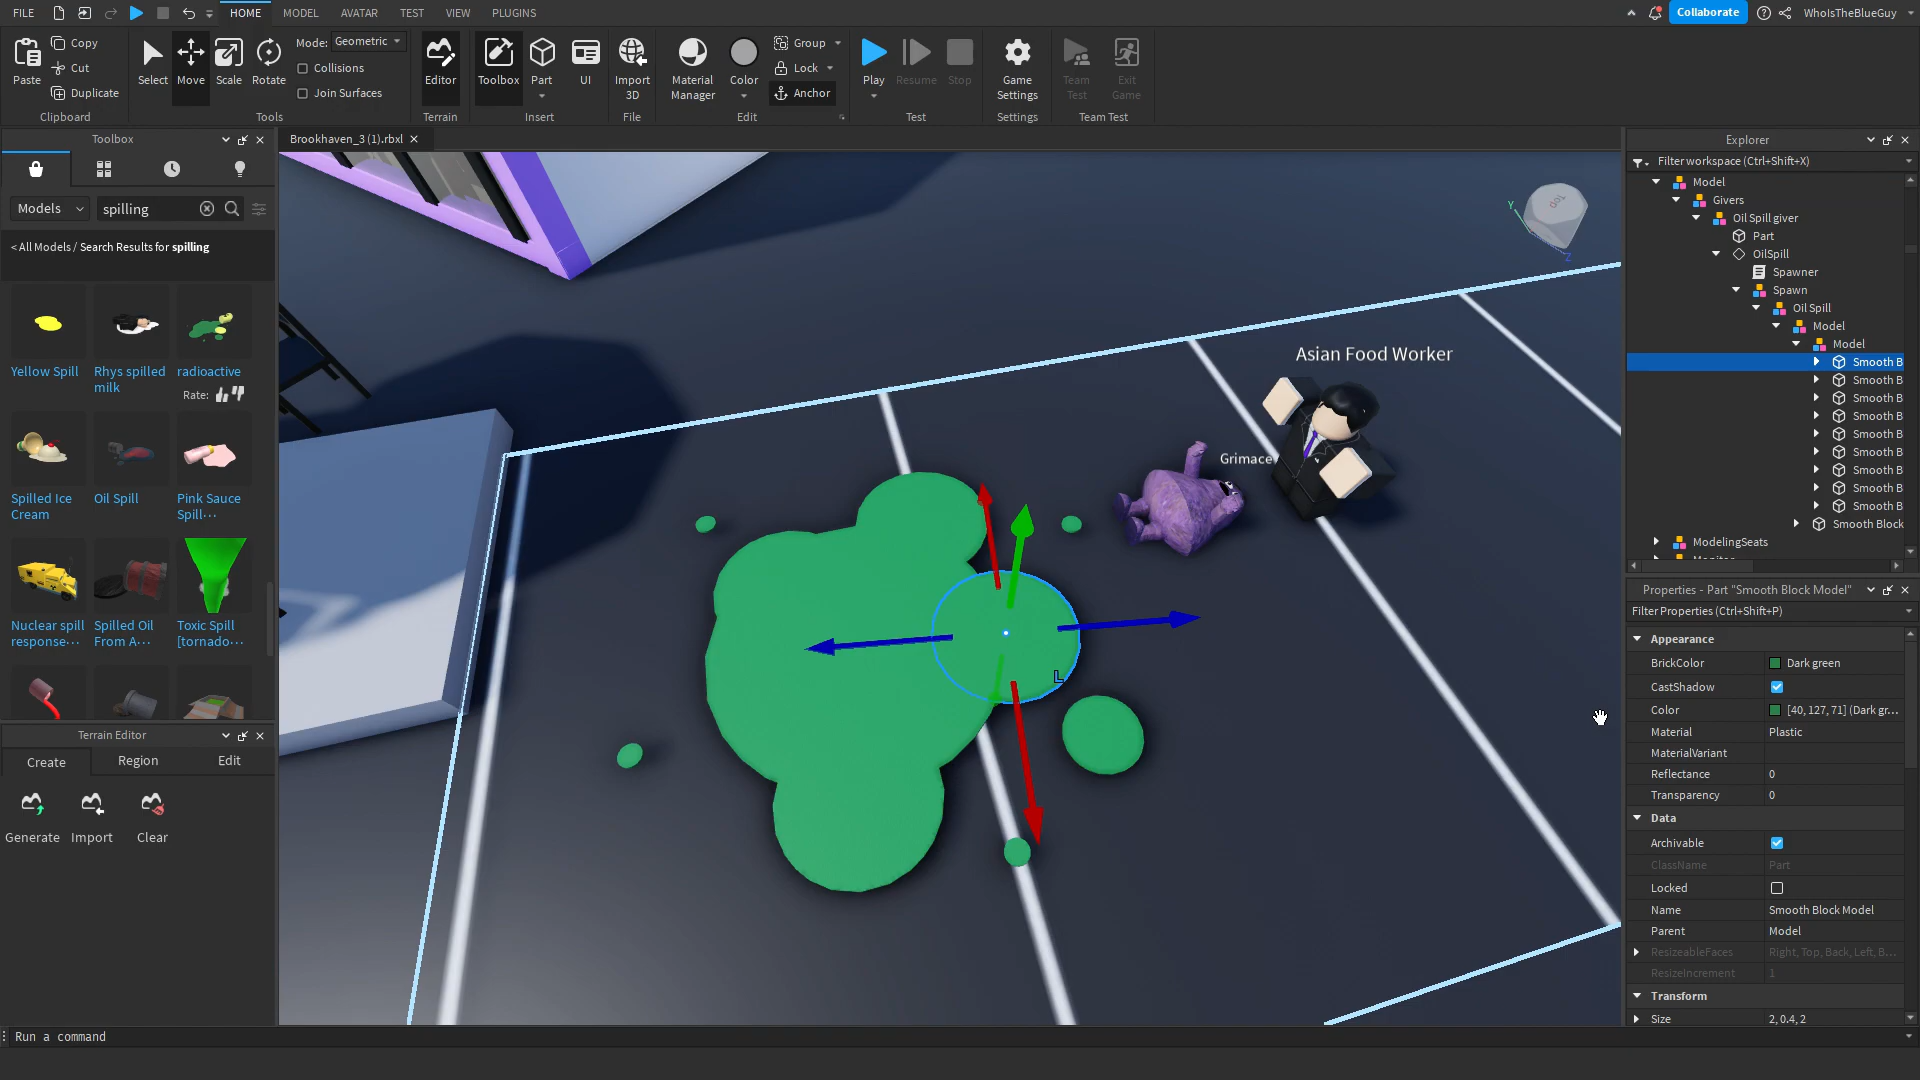 FILE
HOME
MODEL
AVATAR
TEST
VIEW
PLUGINS
Collaborate
WhoIsTheBlueGuy
Paste
Copy
Cut
Duplicate
Clipboard
Select
Move
Scale
Rotate
Mode: Geometric
Collisions
Join Surfaces
Tools
Editor
Terrain
Toolbox
Part
UI
Insert
Import 3D
File
Material Manager
Color
Group
Lock
Anchor
Edit
Play
Resume
Stop
Test
Game Settings
Settings
Team Test
Exit Game
Team Test
Toolbox
Models
spilling
< All Models / Search Results for spilling
Yellow Spill
Rhys spilled milk
radioactive
Rate:
Spilled Ice Cream
Oil Spill
Pink Sauce Spill...
Nuclear spill response...
Spilled Oil From A...
Toxic Spill [tornado...
Terrain Editor
Create
Region
Edit
Generate
Import
Clear
Brookhaven_3 (1).rbxl
Top
Y
Z
Asian Food Worker
Grimace
L
Explorer
Filter workspace (Ctrl+Shift+X)
Model
Givers
Oil Spill giver
Part
OilSpill
Spawner
Spawn
Oil Spill
Model
Model
Smooth B
Smooth B
Smooth B
Smooth B
Smooth B
Smooth B
Smooth B
Smooth B
Smooth B
Smooth Block
ModelingSeats
Properties - Part "Smooth Block Model"
Filter Properties (Ctrl+Shift+P)
Appearance
BrickColor
Dark green
CastShadow
Color
[40, 127, 71] (Dark gr...
Material
Plastic
MaterialVariant
Reflectance
0
Transparency
0
Data
Archivable
ClassName
Part
Locked
Name
Smooth Block Model
Parent
Model
ResizeableFaces
Right, Top, Back, Left, B...
ResizeIncrement
1
Transform
Size
2, 0.4, 2
Run a command